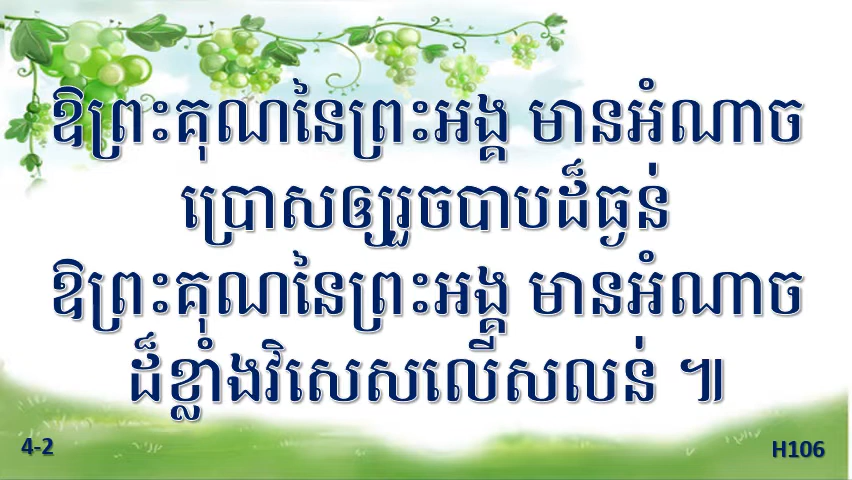 ឱព្រះគុណនៃព្រះអង្គ មានអំណាច
ប្រោសឲ្យរួចបាបដ៏ធ្ងន់
ឱព្រះគុណនៃព្រះអង្គ មានអំណាច
ដ៏ខ្លាំងវិសេសលើសលន់ ៕
4-2
H106